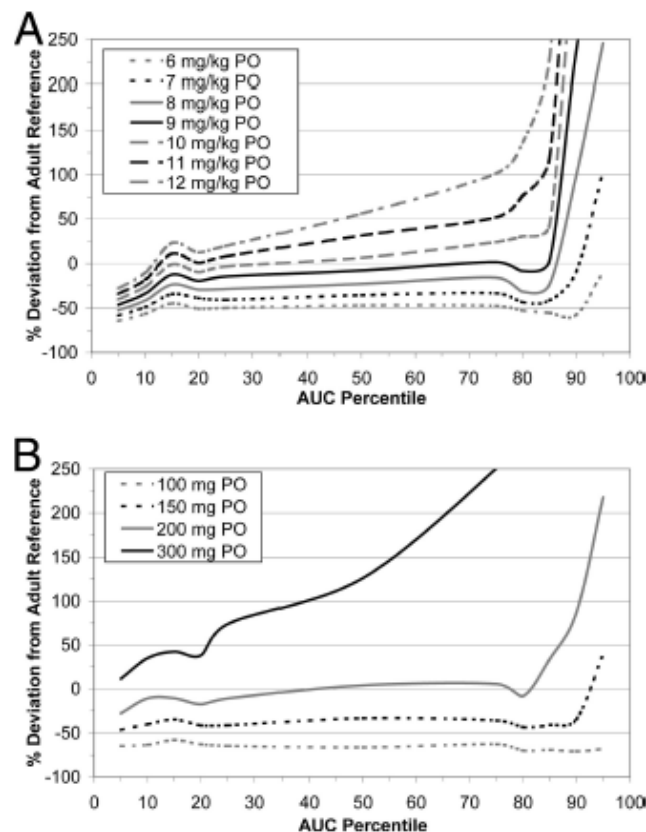 A
% Deviation from Adult Reference
250
200
150
100
50
0
-50
-100
6 mg/kg PO
7 mg/kg PO
8 mg/kg PO
9 mg/kg PO
10 mg/kg PO
11 mg/kg PO
12 mg/kg PO
0 10 20 30 40 50 60 70 80 90 100
AUC Percentile
B
% Deviation from Adult Reference
250
200
150
100
50
0
-50
-100
100 mg PO
150 mg PO
200 mg PO
300 mg PO
0 10 20 30 40 50 60 70 80 90 100
AUC Percentile